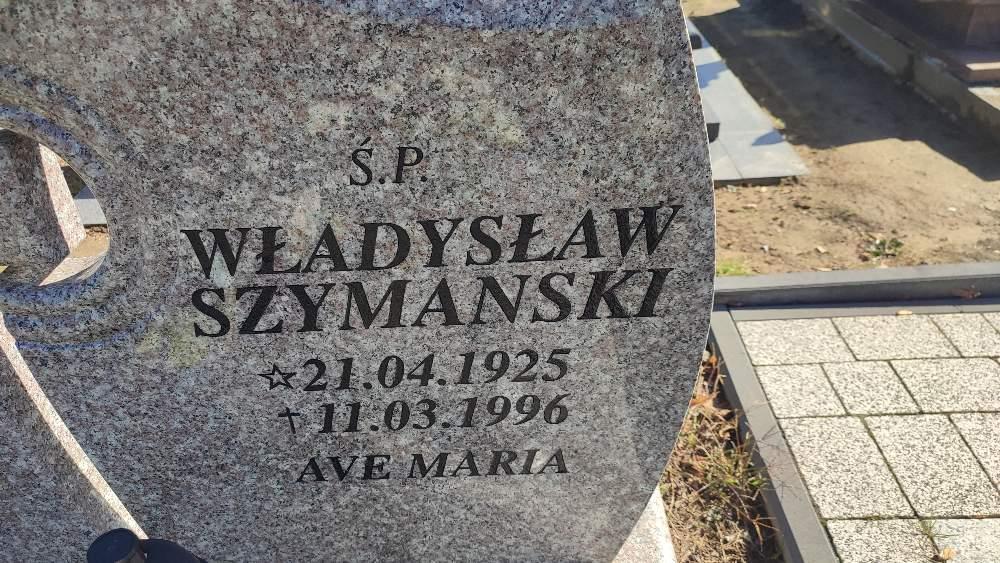 Ś.P.
WŁADYSŁAW
SZYMANSKI
☆21.04.1925
†11.03.1996
AVE MARIA